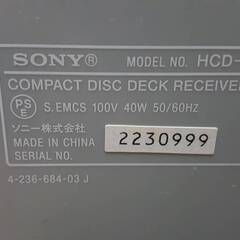 SONY® MODEL NO. HCD-
COMPACT DISC DECK RECEIVER
PSE S.EMCS 100V 40W 50/60HZ
ソニー株式会社
MADE IN CHINA
SERIAL NO. 2230999
4-236-684-03 J